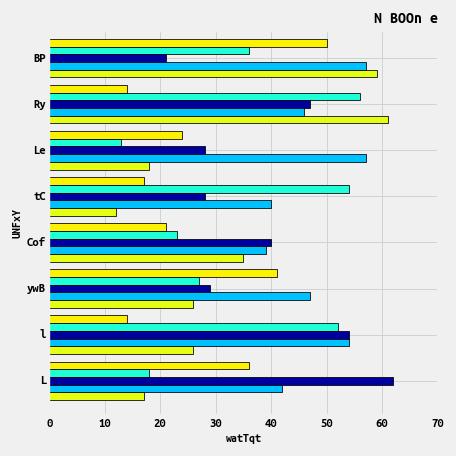 N BOOn e
BP
Ry
Le
tC
Cof
ywB
l
L
UNFxY
0 10 20 30 40 50 60 70
watTqt